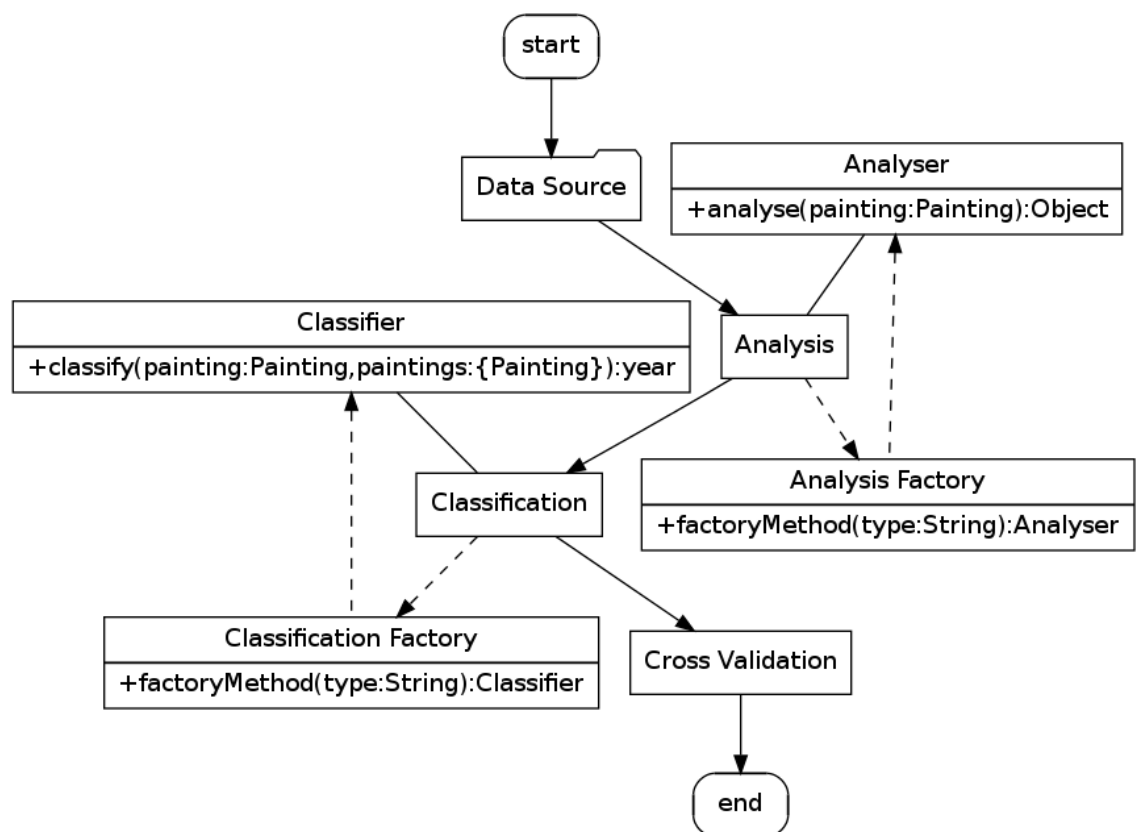 start
Data Source
Analyser
+analyse(painting:Painting):Object
Classifier
+classify(painting:Painting,paintings:{Painting}):year
Analysis
Classification
Analysis Factory
+factoryMethod(type:String):Analyser
Classification Factory
+factoryMethod(type:String):Classifier
Cross Validation
end